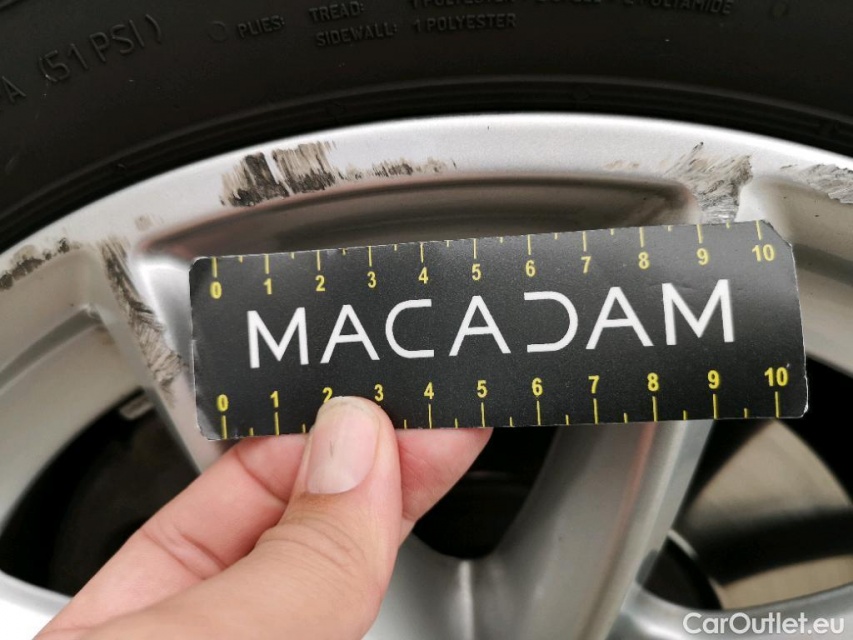 A (51 PSI)
PLIES: TREAD:
SIDEWALL: 1 POLYESTER
0 1 2 3 4 5 6 7 8 9 10
MACADAM
0 1 2 3 4 5 6 7 8 9 10
CarOutlet.eu